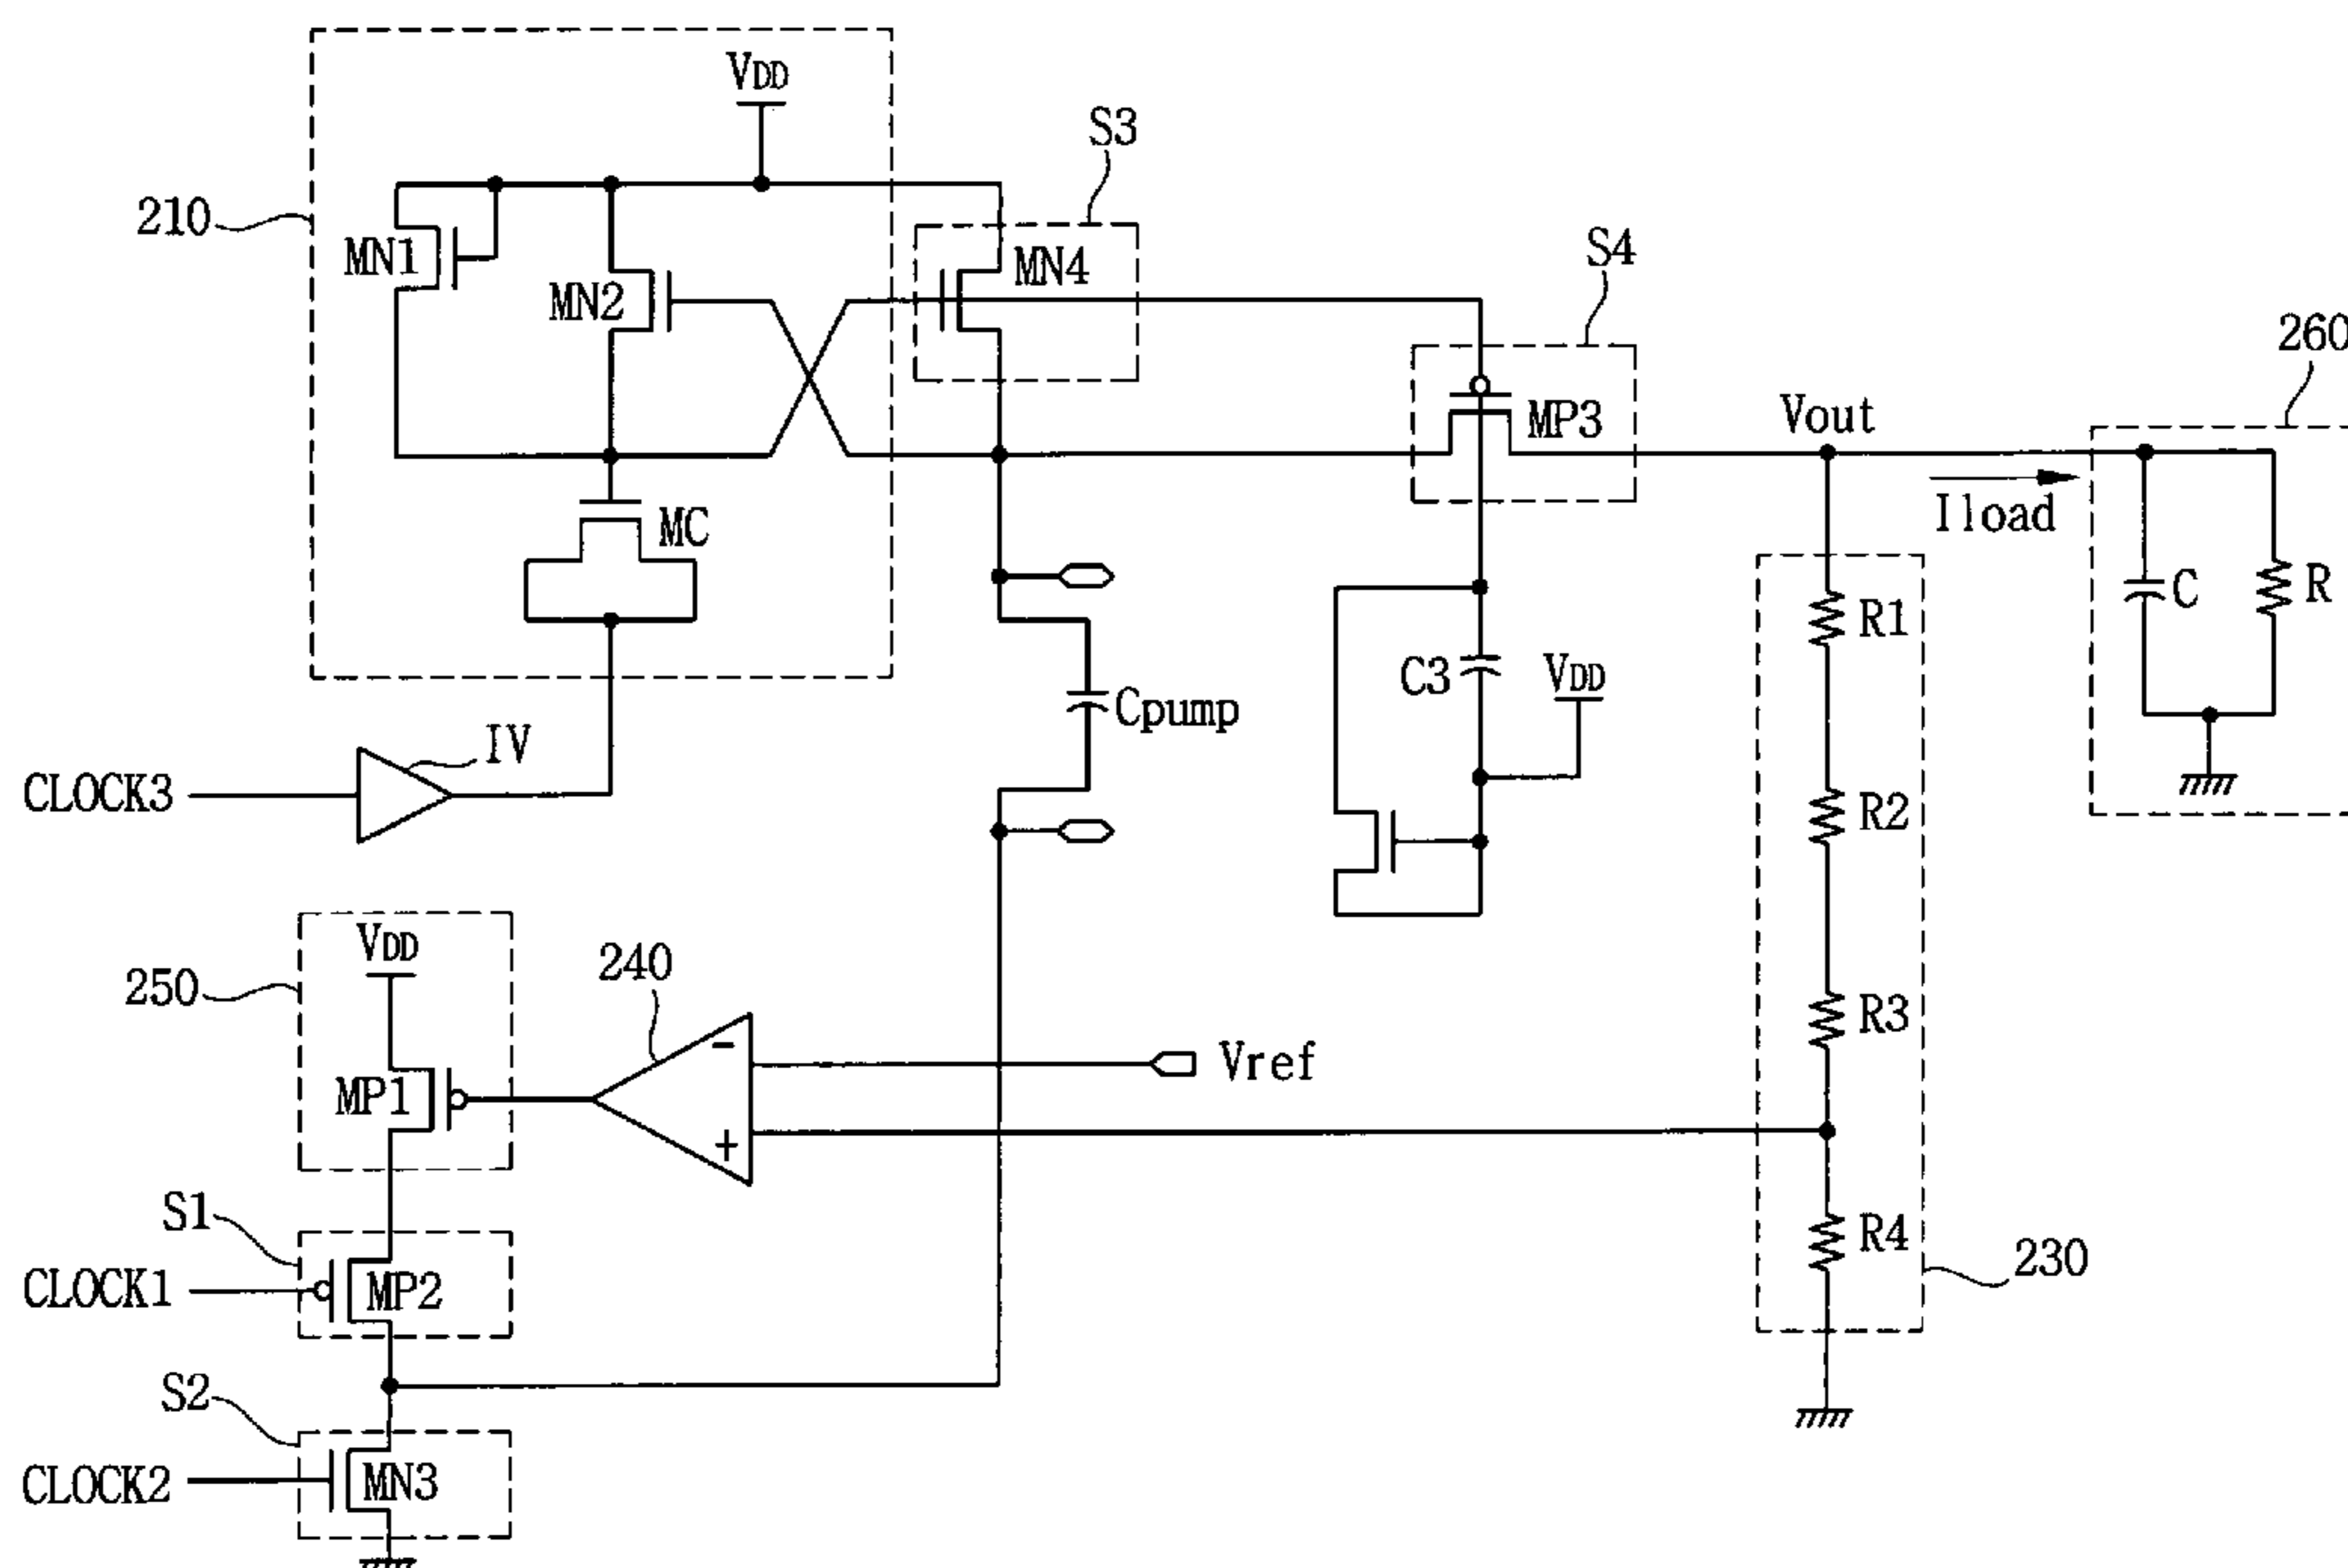 VDD
S3
210
MN1
MN2
MN4
S4
MP3
Vout
260
Iload
MC
C
R
R1
C3
VDD
Cpump
IV
CLOCK3
R2
VDD
250
240
-
Vref
MP1
+
R3
S1
CLOCK1
MP2
R4
230
S2
CLOCK2
MN3